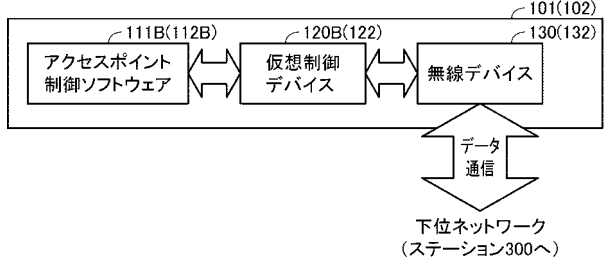 101(102)
111B(112B)
120B(122)
130(132)
アクセスポイント
制御ソフトウェア
仮想制御
デバイス
無線デバイス
データ
通信
下位ネットワーク
(ステーション300へ)